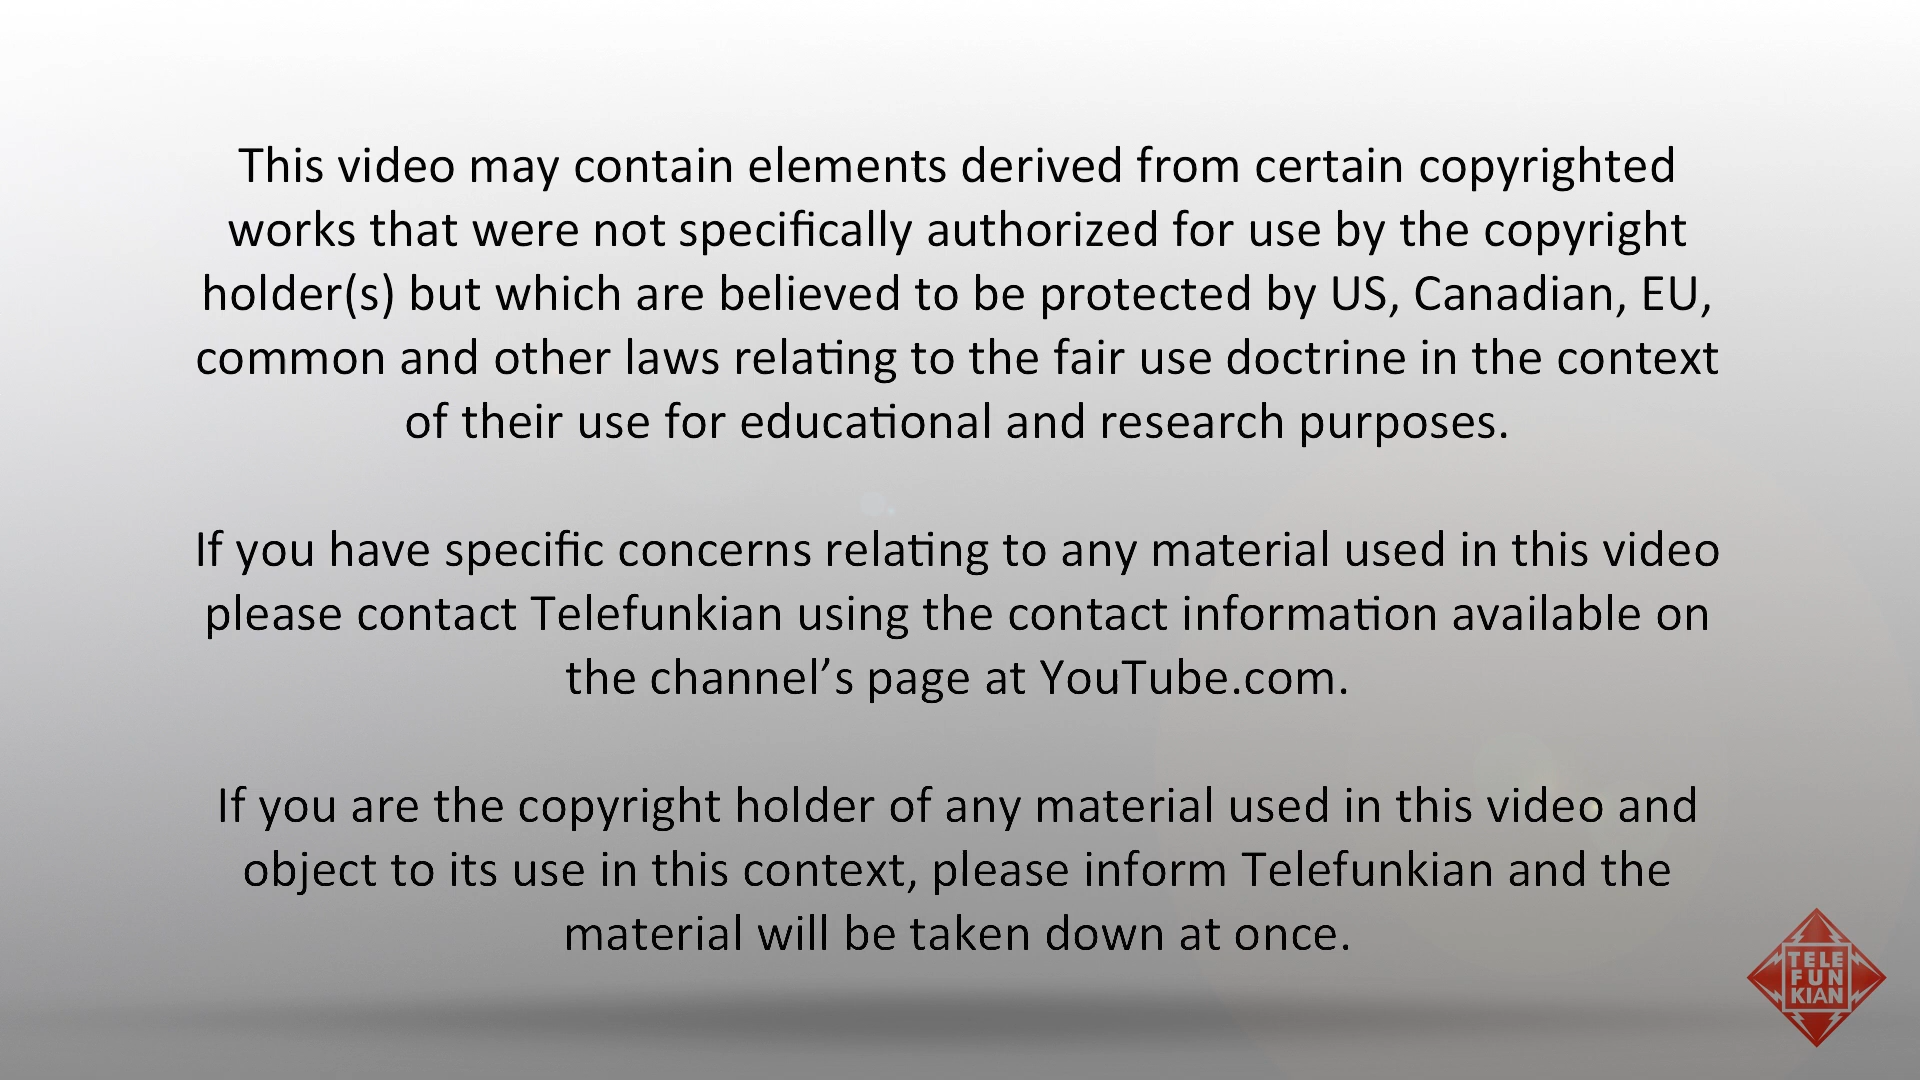 This video may contain elements derived from certain copyrighted
works that were not specifically authorized for use by the copyright
holder(s) but which are believed to be protected by US, Canadian, EU,
common and other laws relating to the fair use doctrine in the context
of their use for educational and research purposes.
If you have specific concerns relating to any material used in this video
please contact Telefunkian using the contact information available on
the channel’s page at YouTube.com.
If you are the copyright holder of any material used in this video and
object to its use in this context, please inform Telefunkian and the
material will be taken down at once.
TELE
FUN
KIAN